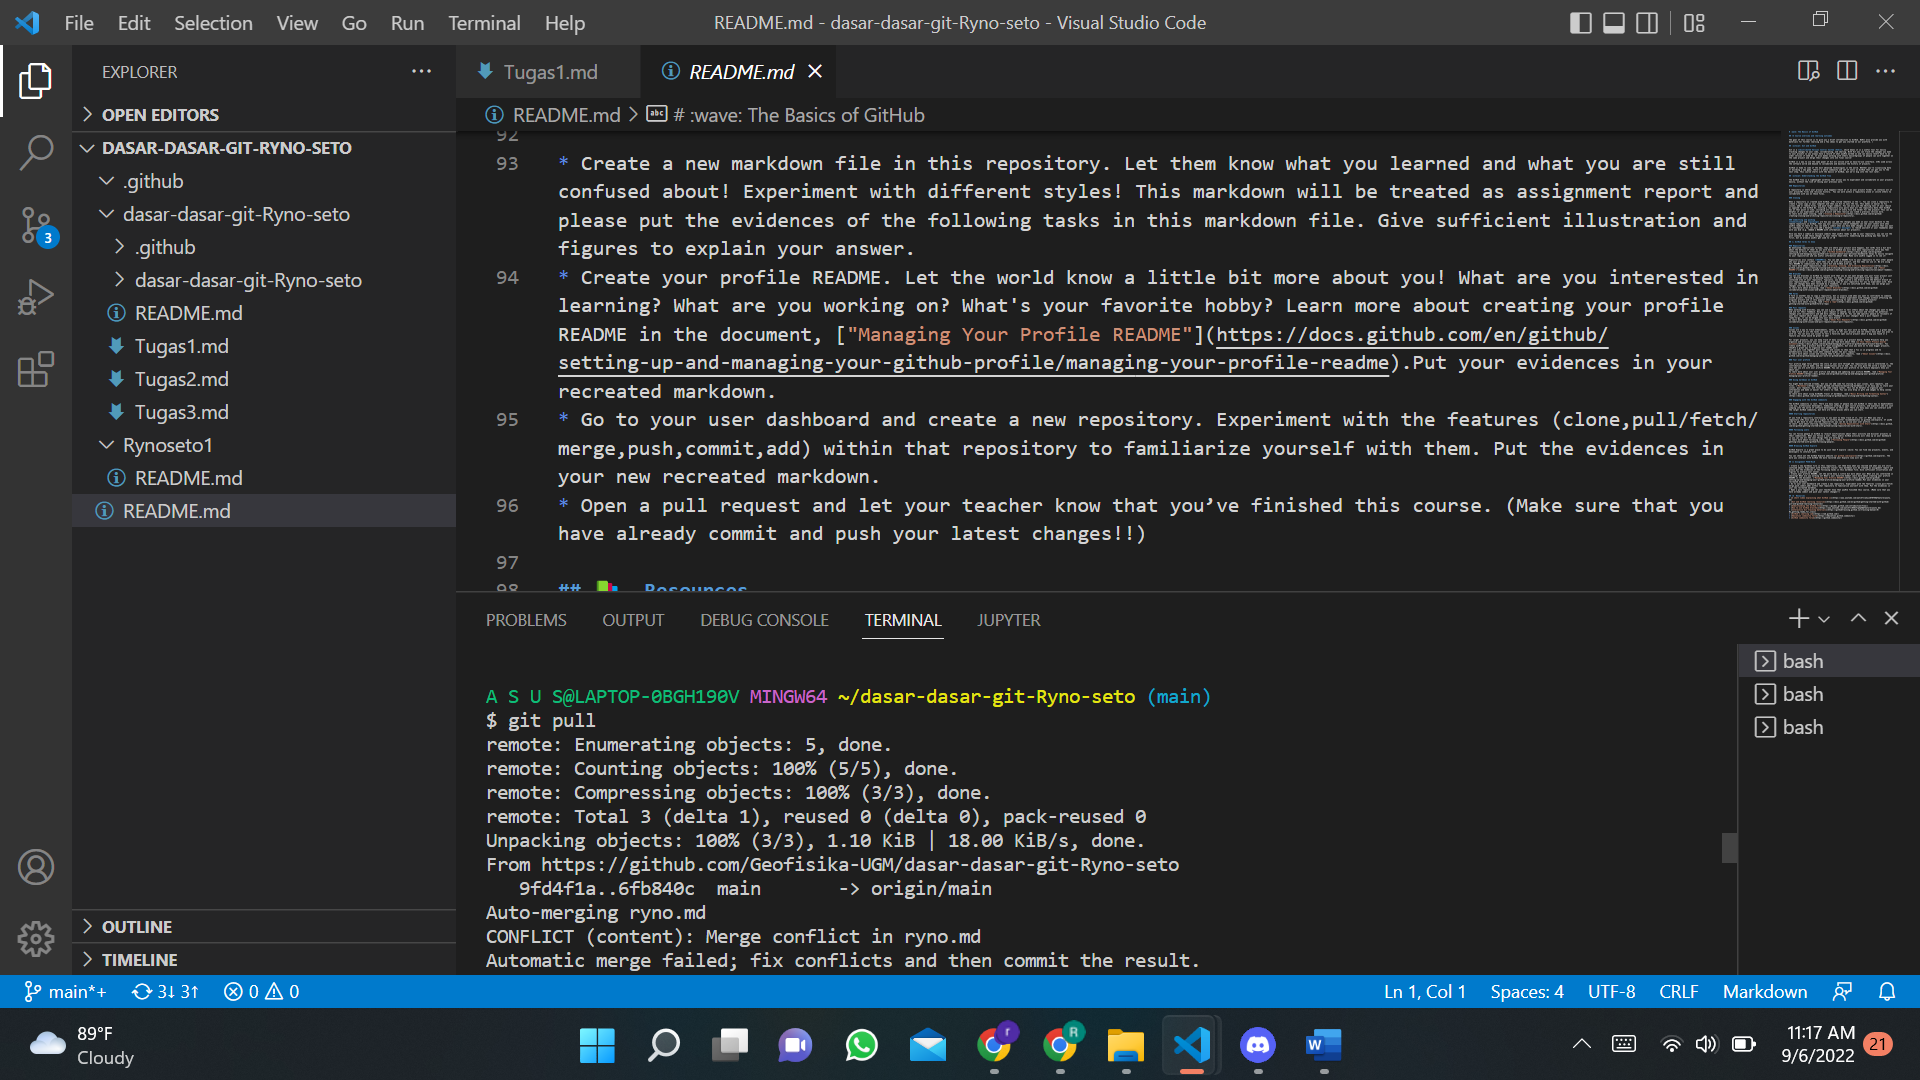 File Edit Selection View Go Run Terminal Help
README.md - dasar-dasar-git-Ryno-seto - Visual Studio Code
EXPLORER
OPEN EDITORS
DASAR-DASAR-GIT-RYNO-SETO
.github
dasar-dasar-git-Ryno-seto
.github
dasar-dasar-git-Ryno-seto
README.md
Tugas1.md
Tugas2.md
Tugas3.md
Rynoseto1
README.md
README.md
OUTLINE
TIMELINE
3
Tugas1.md README.md
README.md > # :wave: The Basics of GitHub
92
93 * Create a new markdown file in this repository. Let them know what you learned and what you are still
confused about! Experiment with different styles! This markdown will be treated as assignment report and
please put the evidences of the following tasks in this markdown file. Give sufficient illustration and
figures to explain your answer.
94 * Create your profile README. Let the world know a little bit more about you! What are you interested in
learning? What are you working on? What's your favorite hobby? Learn more about creating your profile
README in the document, ["Managing Your Profile README"](https://docs.github.com/en/github/
setting-up-and-managing-your-github-profile/managing-your-profile-readme).Put your evidences in your
recreated markdown.
95 * Go to your user dashboard and create a new repository. Experiment with the features (clone,pull/fetch/
merge,push,commit,add) within that repository to familiarize yourself with them. Put the evidences in
your new recreated markdown.
96 * Open a pull request and let your teacher know that you’ve finished this course. (Make sure that you
have already commit and push your latest changes!!)
97
98 ## Resources
PROBLEMS OUTPUT DEBUG CONSOLE TERMINAL JUPYTER
A S U S@LAPTOP-0BGH190V MINGW64 ~/dasar-dasar-git-Ryno-seto (main)
$ git pull
remote: Enumerating objects: 5, done.
remote: Counting objects: 100% (5/5), done.
remote: Compressing objects: 100% (3/3), done.
remote: Total 3 (delta 1), reused 0 (delta 0), pack-reused 0
Unpacking objects: 100% (3/3), 1.10 KiB | 18.00 KiB/s, done.
From https://github.com/Geofisika-UGM/dasar-dasar-git-Ryno-seto
9fd4f1a..6fb840c main -> origin/main
Auto-merging ryno.md
CONFLICT (content): Merge conflict in ryno.md
Automatic merge failed; fix conflicts and then commit the result.
bash
bash
bash
main*+ 3↓ 3↑ 0 0
Ln 1, Col 1 Spaces: 4 UTF-8 CRLF Markdown
89°F
Cloudy
11:17 AM
9/6/2022
21